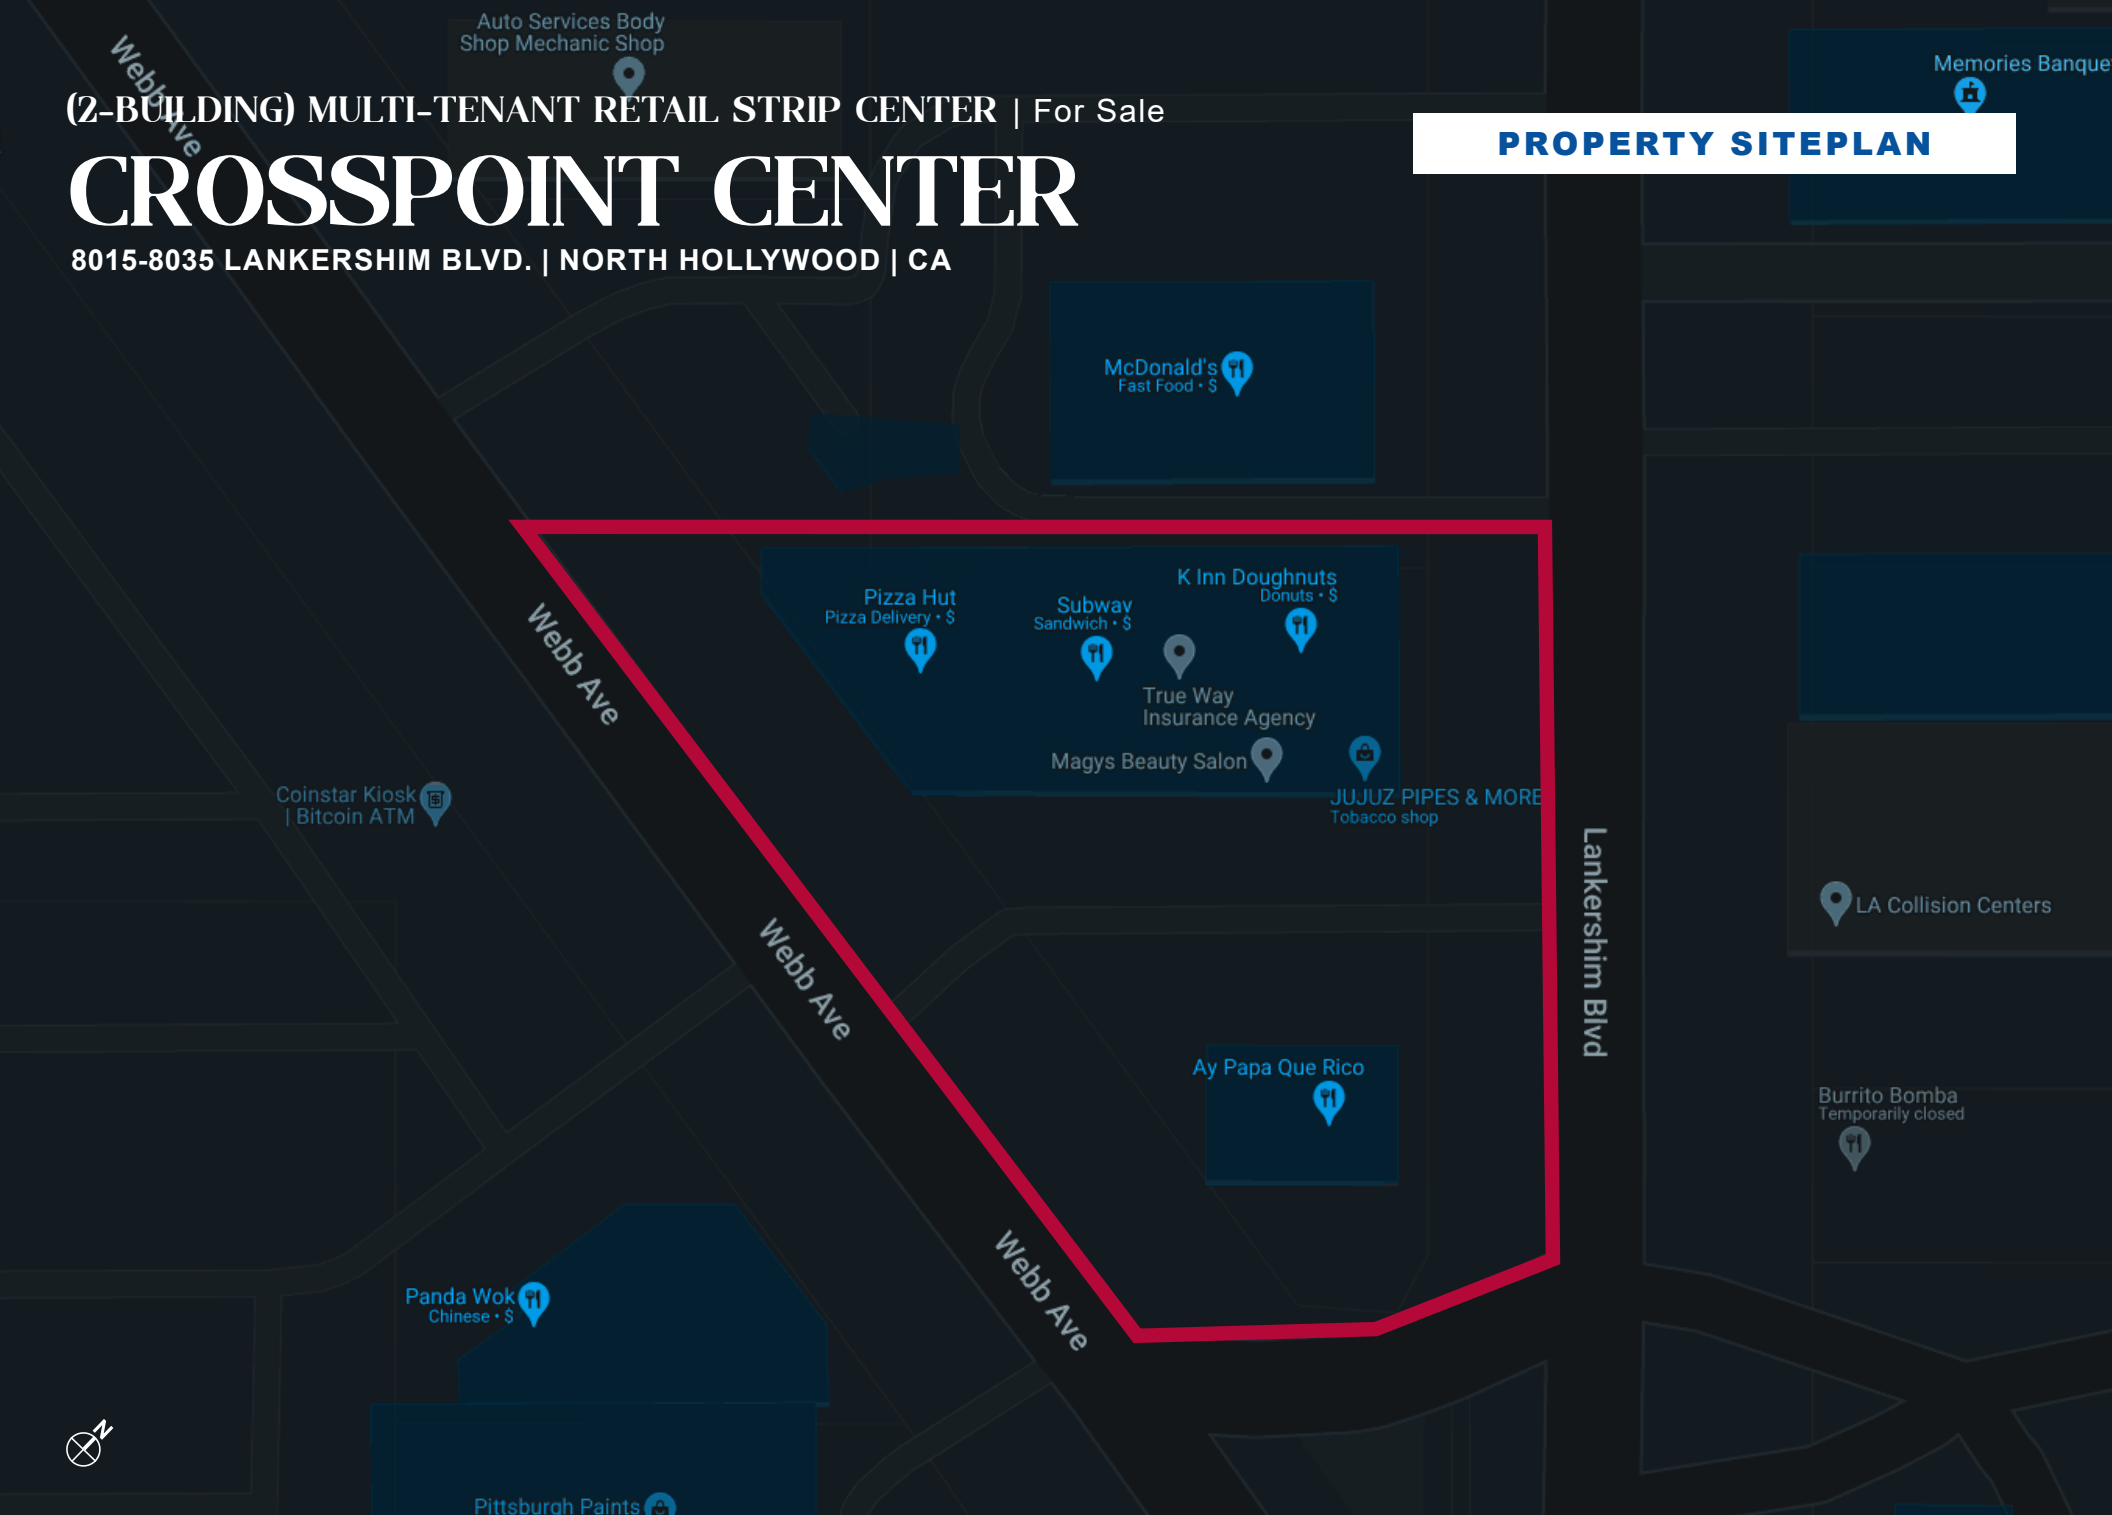 Auto Services Body
Shop Mechanic Shop
Webb Ave
(2-BUILDING) MULTI-TENANT RETAIL STRIP CENTER | For Sale
CROSSPOINT CENTER
8015-8035 LANKERSHIM BLVD. | NORTH HOLLYWOOD | CA
Memories Banque
PROPERTY SITEPLAN
McDonald's
Fast Food • $
K Inn Doughnuts
Donuts • $
Pizza Hut
Pizza Delivery • $
Subway
Sandwich • $
True Way
Insurance Agency
Magys Beauty Salon
JUJUZ PIPES & MORE
Tobacco shop
Webb Ave
Coinstar Kiosk
| Bitcoin ATM
Lankershim Blvd
LA Collision Centers
Webb Ave
Ay Papa Que Rico
Burrito Bomba
Temporarily closed
Webb Ave
Panda Wok
Chinese • $
N
Pittsburgh Paints